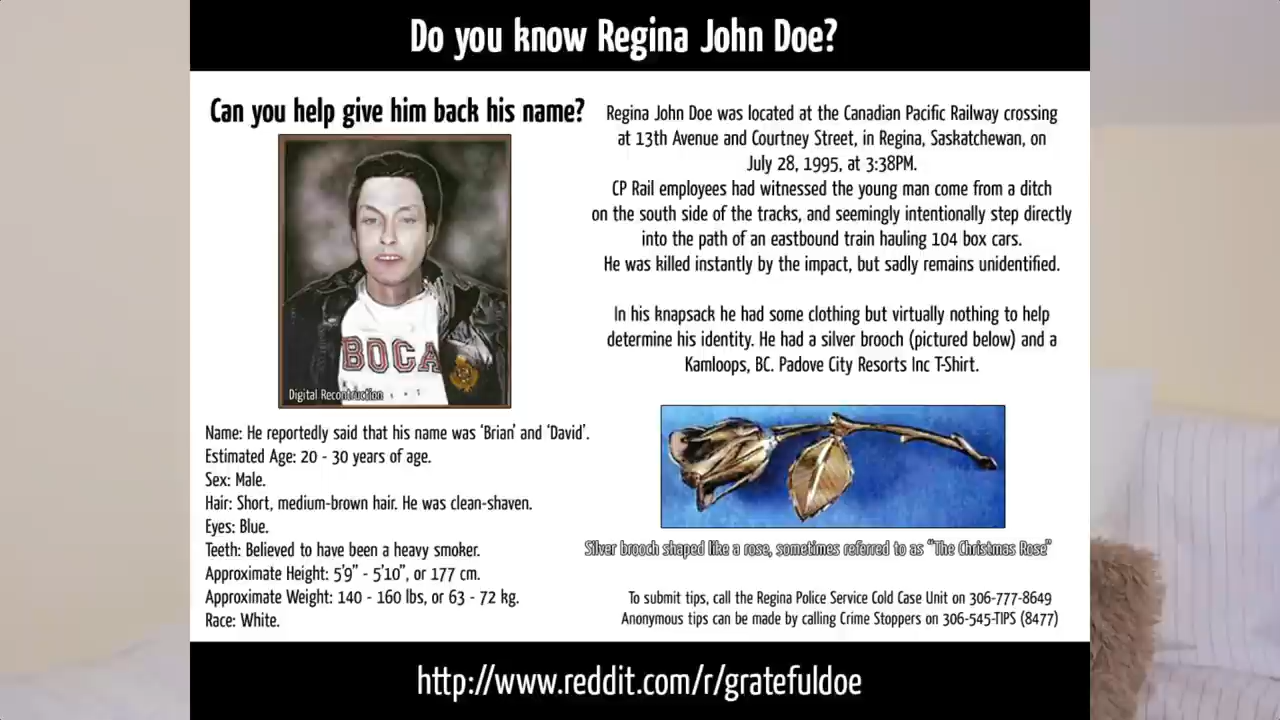 Do you know Regina John Doe?
Can you help give him back his name?
BOCA
Digital Recontruction
Name: He reportedly said that his name was ‘Brian’ and ‘David’.
Estimated Age: 20 - 30 years of age.
Sex: Male.
Hair: Short, medium-brown hair. He was clean-shaven.
Eyes: Blue.
Teeth: Believed to have been a heavy smoker.
Approximate Height: 5’9” - 5’10”, or 177 cm.
Approximate Weight: 140 - 160 lbs, or 63 - 72 kg.
Race: White.
Regina John Doe was located at the Canadian Pacific Railway crossing
at 13th Avenue and Courtney Street, in Regina, Saskatchewan, on
July 28, 1995, at 3:38PM.
CP Rail employees had witnessed the young man come from a ditch
on the south side of the tracks, and seemingly intentionally step directly
into the path of an eastbound train hauling 104 box cars.
He was killed instantly by the impact, but sadly remains unidentified.
In his knapsack he had some clothing but virtually nothing to help
determine his identity. He had a silver brooch (pictured below) and a
Kamloops, BC. Padove City Resorts Inc T-Shirt.
Silver brooch shaped like a rose, sometimes referred to as “The Christmas Rose”
To submit tips, call the Regina Police Service Cold Case Unit on 306-777-8649
Anonymous tips can be made by calling Crime Stoppers on 306-545-TIPS (8477)
http://www.reddit.com/r/gratefuldoe